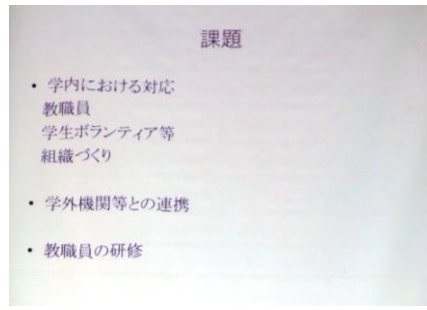 課題
・ 学内における対応
教職員
学生ボランティア等
組織づくり
・ 学外機関等との連携
・ 教職員の研修